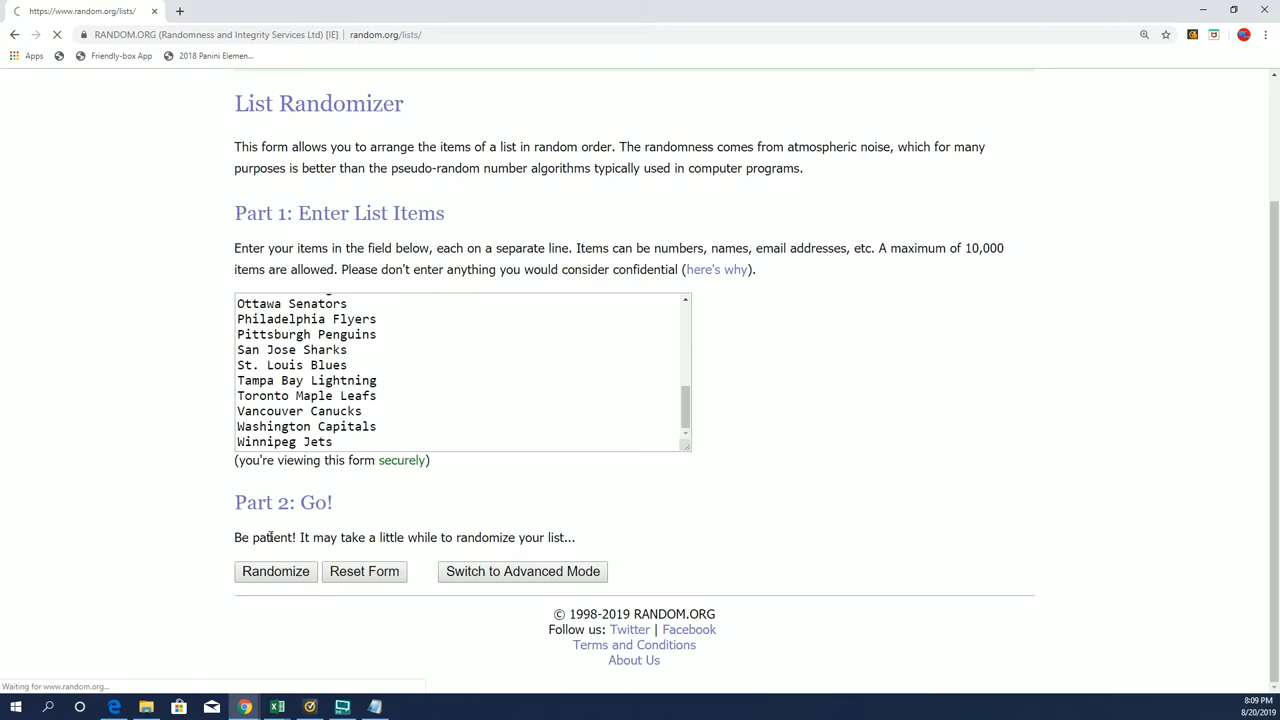 https://www.random.org/lists/
RANDOM.ORG (Randomness and Integrity Services Ltd) [IE] | random.org/lists/
Apps Friendly-box App 2018 Panini Elemen...
List Randomizer
This form allows you to arrange the items of a list in random order. The randomness comes from atmospheric noise, which for many
purposes is better than the pseudo-random number algorithms typically used in computer programs.
Part 1: Enter List Items
Enter your items in the field below, each on a separate line. Items can be numbers, names, email addresses, etc. A maximum of 10,000
items are allowed. Please don't enter anything you would consider confidential (here's why).
Ottawa Senators
Philadelphia Flyers
Pittsburgh Penguins
San Jose Sharks
St. Louis Blues
Tampa Bay Lightning
Toronto Maple Leafs
Vancouver Canucks
Washington Capitals
Winnipeg Jets
(you're viewing this form securely)
Part 2: Go!
Be patient! It may take a little while to randomize your list...
Randomize Reset Form Switch to Advanced Mode
© 1998-2019 RANDOM.ORG
Follow us: Twitter | Facebook
Terms and Conditions
About Us
Waiting for www.random.org...
8:09 PM
8/20/2019